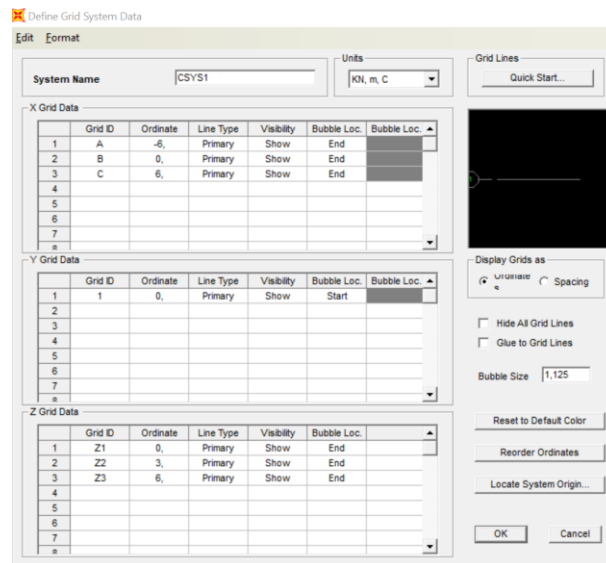 Define Grid System Data
Edit Format
System Name CSYS1
Units
KN, m, C
Grid Lines
Quick Start...
X Grid Data
Grid ID Ordinate Line Type Visibility Bubble Loc. Bubble Loc.
1 A -6, Primary Show End
2 B 0, Primary Show End
3 C 6, Primary Show End
4
5
6
7
Y Grid Data
Grid ID Ordinate Line Type Visibility Bubble Loc. Bubble Loc.
1 1 0, Primary Show Start
2
3
4
5
6
7
Z Grid Data
Grid ID Ordinate Line Type Visibility Bubble Loc.
1 Z1 0, Primary Show End
2 Z2 3, Primary Show End
3 Z3 6, Primary Show End
4
5
6
7
Display Grids as
Spacing
Hide All Grid Lines
Glue to Grid Lines
Bubble Size 1,125
Reset to Default Color
Reorder Ordinates
Locate System Origin...
OK Cancel